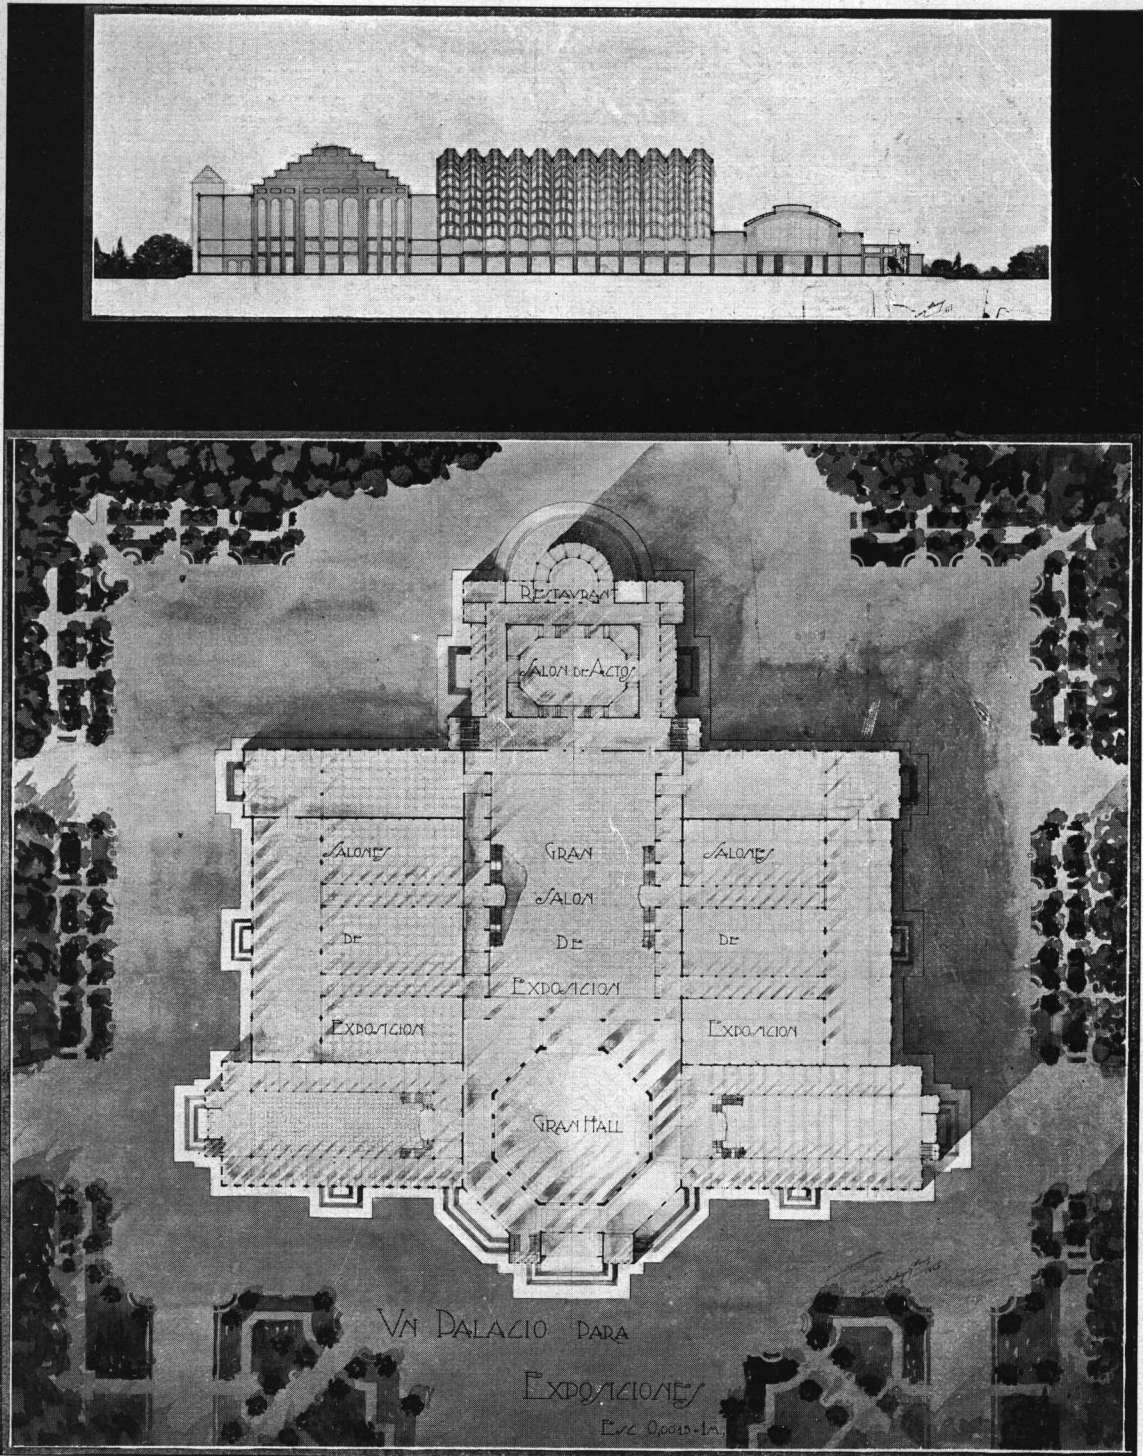 RESTAURANT
SALON DE ACTOS
GRAN
SALON
DE
EXPOSICION
SALONES
DE
EXPOSICION
SALONES
DE
EXPOSICION
GRAN HALL
VN PALACIO PARA
EXPOSICIONES
ESC 0,0015-1M